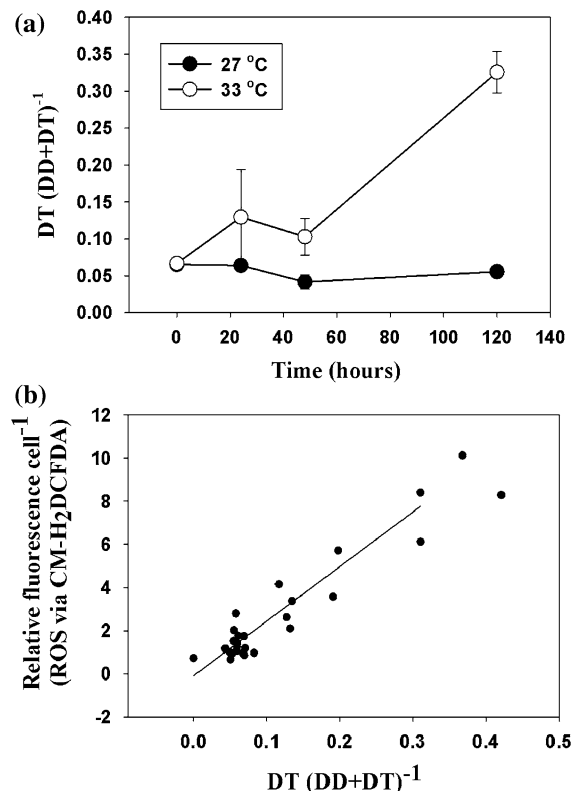 (a)
0.40
0.35
0.30
0.25
0.20
0.15
0.10
0.05
0.00
DT (DD+DT)⁻¹
27 °C
33 °C
0 20 40 60 80 100 120 140
Time (hours)
(b)
12
10
8
6
4
2
0
-2
Relative fluorescence cell⁻¹
(ROS via CM-H₂DCFDA)
0.0 0.1 0.2 0.3 0.4 0.5
DT (DD+DT)⁻¹